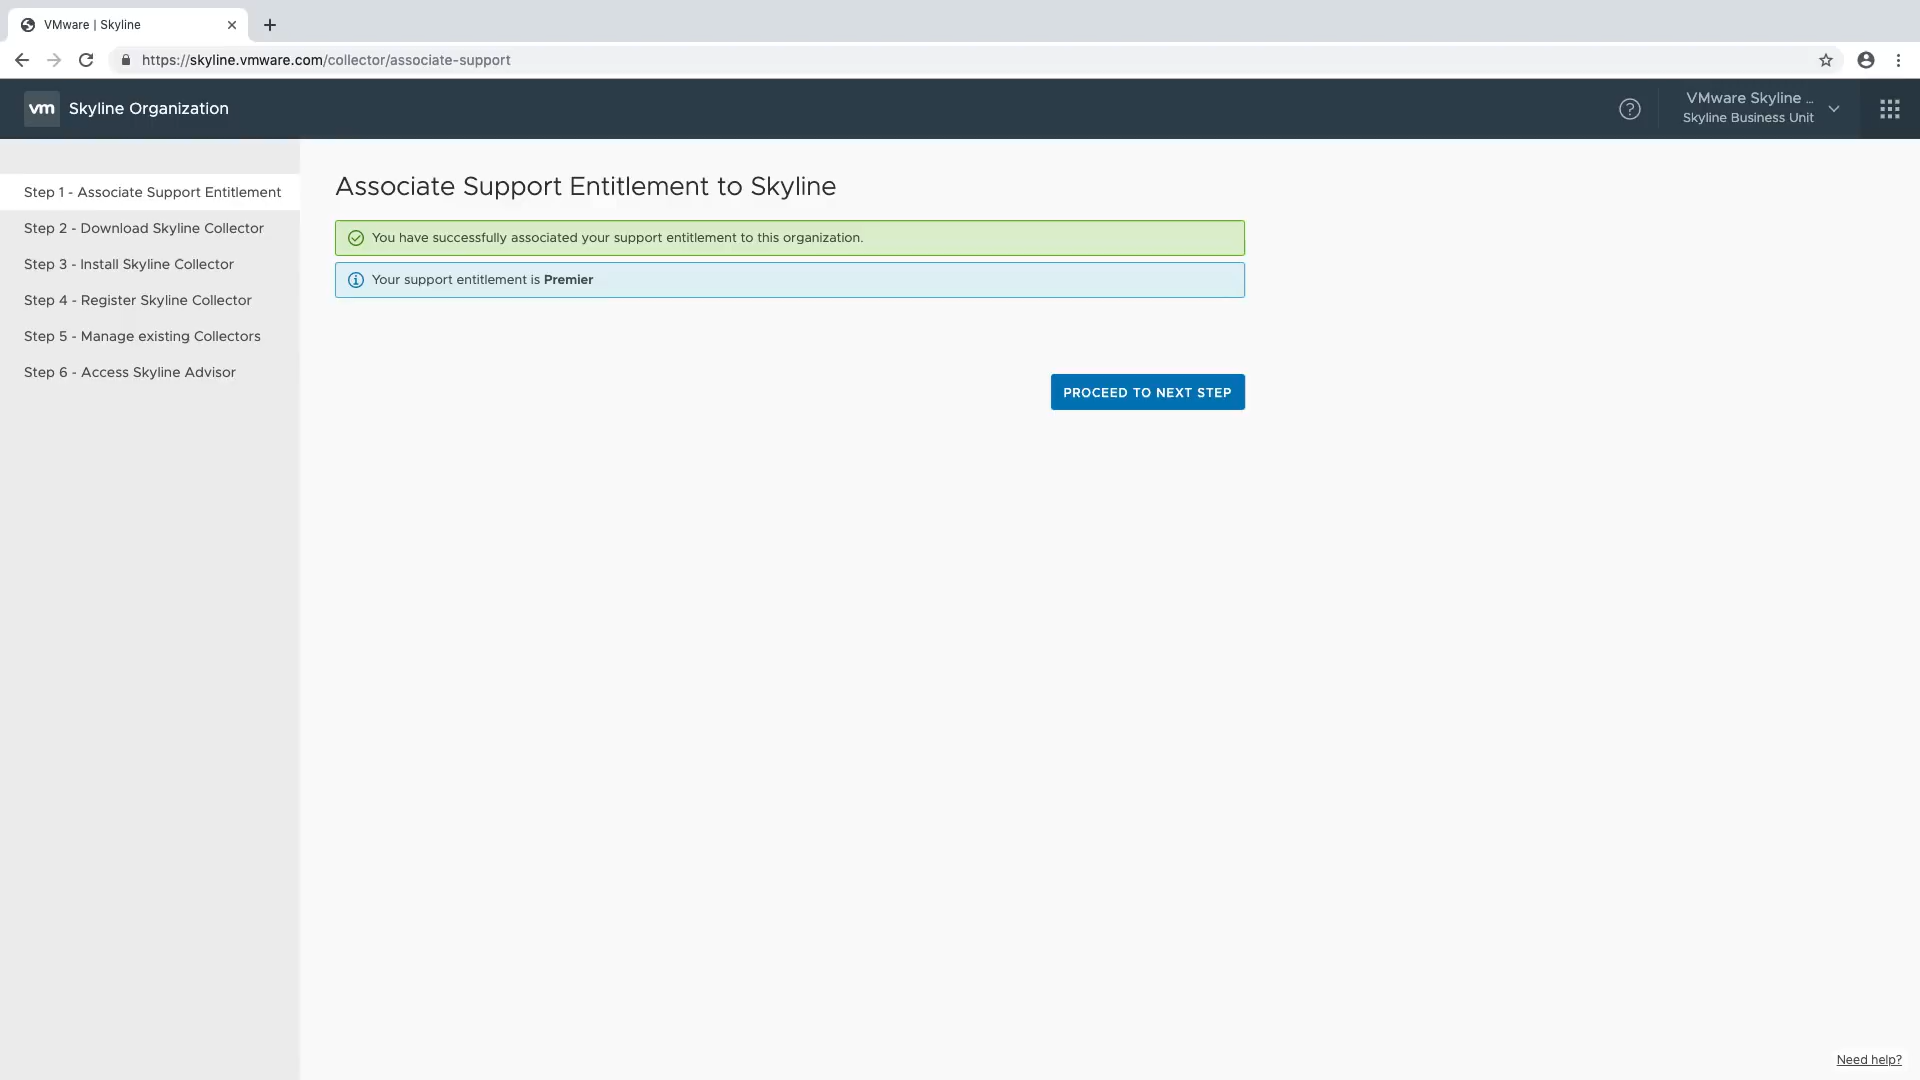 VMware | Skyline
https://skyline.vmware.com/collector/associate-support
vm Skyline Organization
VMware Skyline ...
Skyline Business Unit
Step 1 - Associate Support Entitlement
Step 2 - Download Skyline Collector
Step 3 - Install Skyline Collector
Step 4 - Register Skyline Collector
Step 5 - Manage existing Collectors
Step 6 - Access Skyline Advisor
Associate Support Entitlement to Skyline
You have successfully associated your support entitlement to this organization.
Your support entitlement is Premier
PROCEED TO NEXT STEP
Need help?